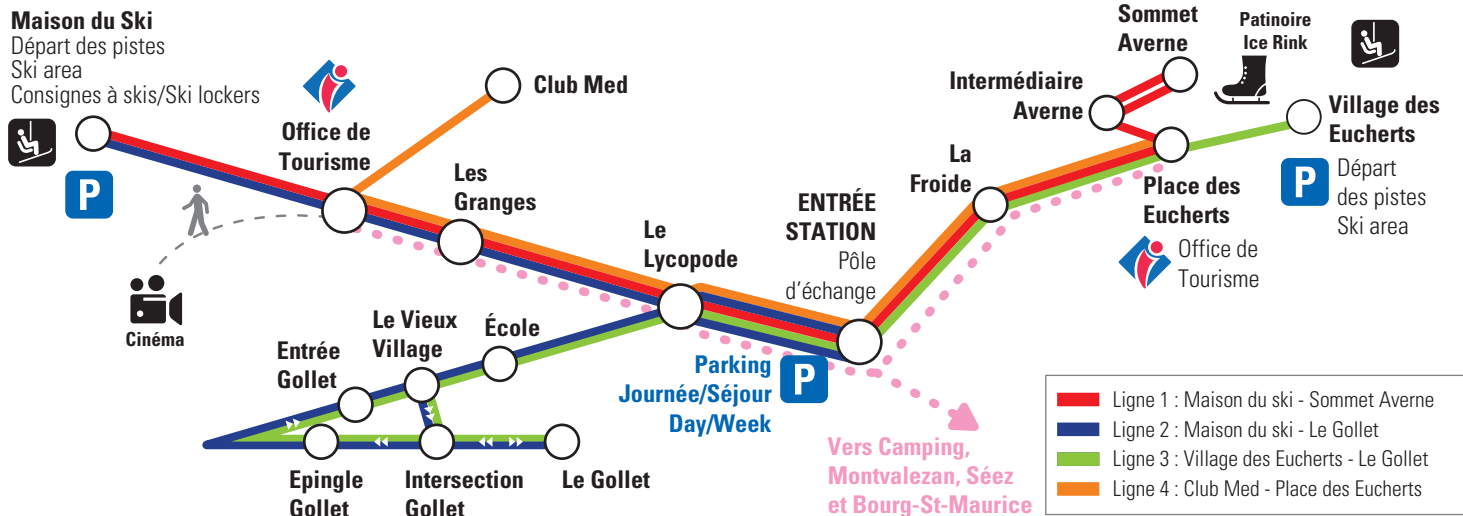 Maison du Ski
Départ des pistes
Ski area
Consignes à skis/Ski lockers
P
Office de
Tourisme
Club Med
Les
Granges
Cinéma
Le
Lycopode
ENTRÉE
STATION
Pôle
d'échange
Le Vieux
Village
École
Entrée
Gollet
Epingle
Gollet
Intersection
Gollet
Le Gollet
Parking
Journée/Séjour
Day/Week
P
La
Froide
Intermédiaire
Averne
Sommet
Averne
Patinoire
Ice Rink
Place des
Eucherts
Office de
Tourisme
Village des
Eucherts
P
Départ
des pistes
Ski area
Vers Camping,
Montvalezan, Séez
et Bourg-St-Maurice
Ligne 1 : Maison du ski - Sommet Averne
Ligne 2 : Maison du ski - Le Gollet
Ligne 3 : Village des Eucherts - Le Gollet
Ligne 4 : Club Med - Place des Eucherts